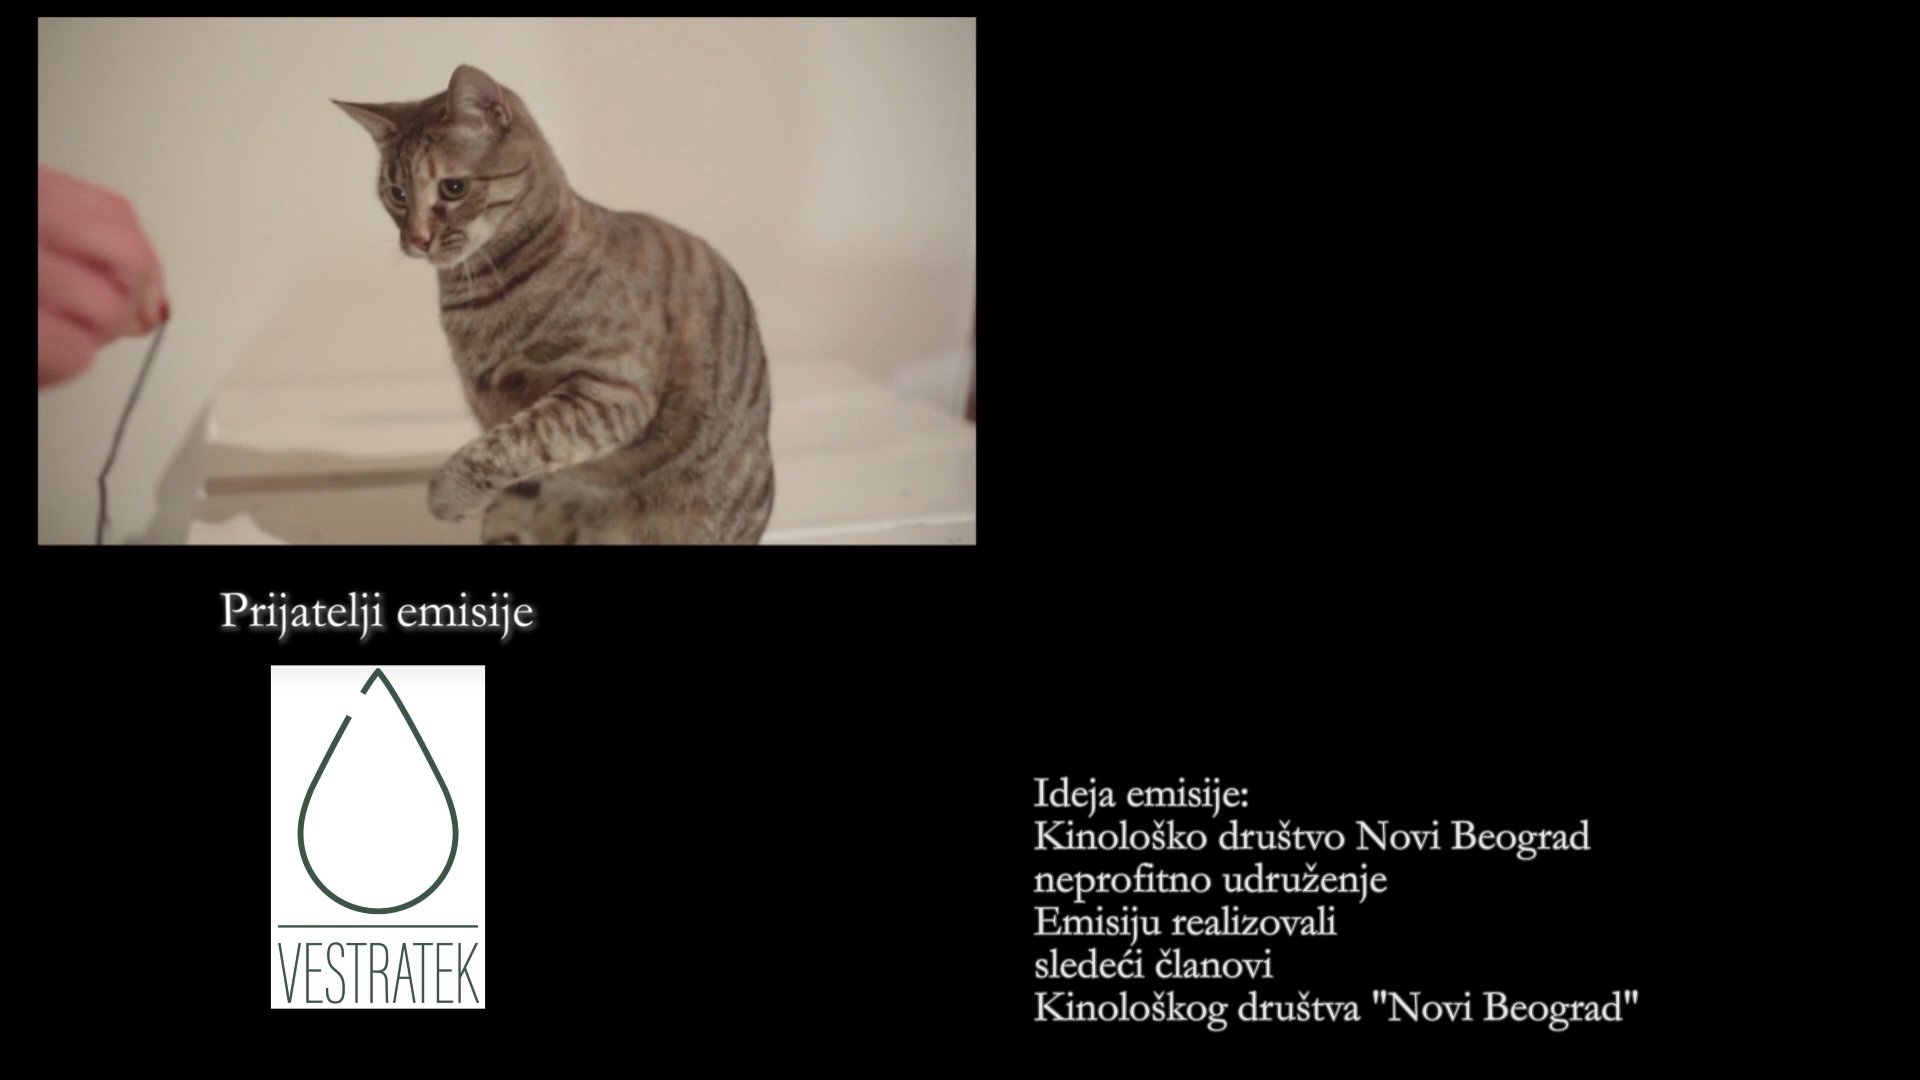 Prijatelji emisije
VESTRATEK
Ideja emisije:
Kinološko društvo Novi Beograd
neprofitno udruženje
Emisiju realizovali
sledeći članovi
Kinološkog društva "Novi Beograd"